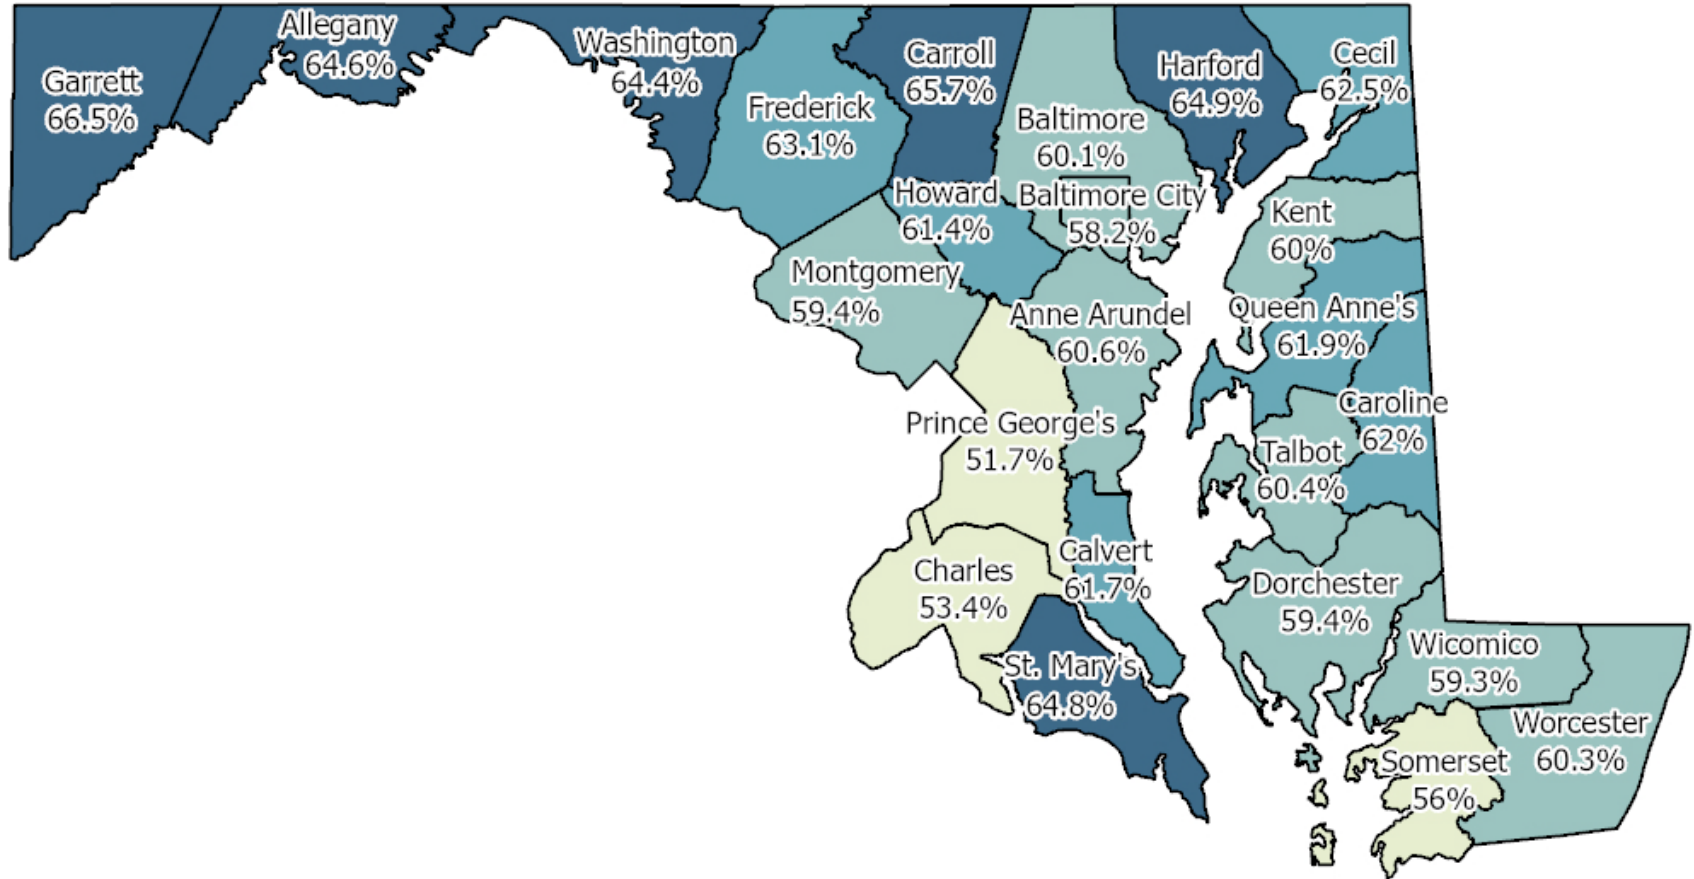 Allegany
64.6%
Garrett
66.5%
Washington
64.4%
Carroll
65.7%
Harford
64.9%
Cecil
62.5%
Frederick
63.1%
Baltimore
60.1%
Howard
61.4%
Baltimore City
58.2%
Kent
60%
Montgomery
59.4%
Anne Arundel
60.6%
Queen Anne's
61.9%
Prince George's
51.7%
Caroline
62%
Talbot
60.4%
Charles
53.4%
Calvert
61.7%
Dorchester
59.4%
St. Mary's
64.8%
Wicomico
59.3%
Worcester
60.3%
Somerset
56%